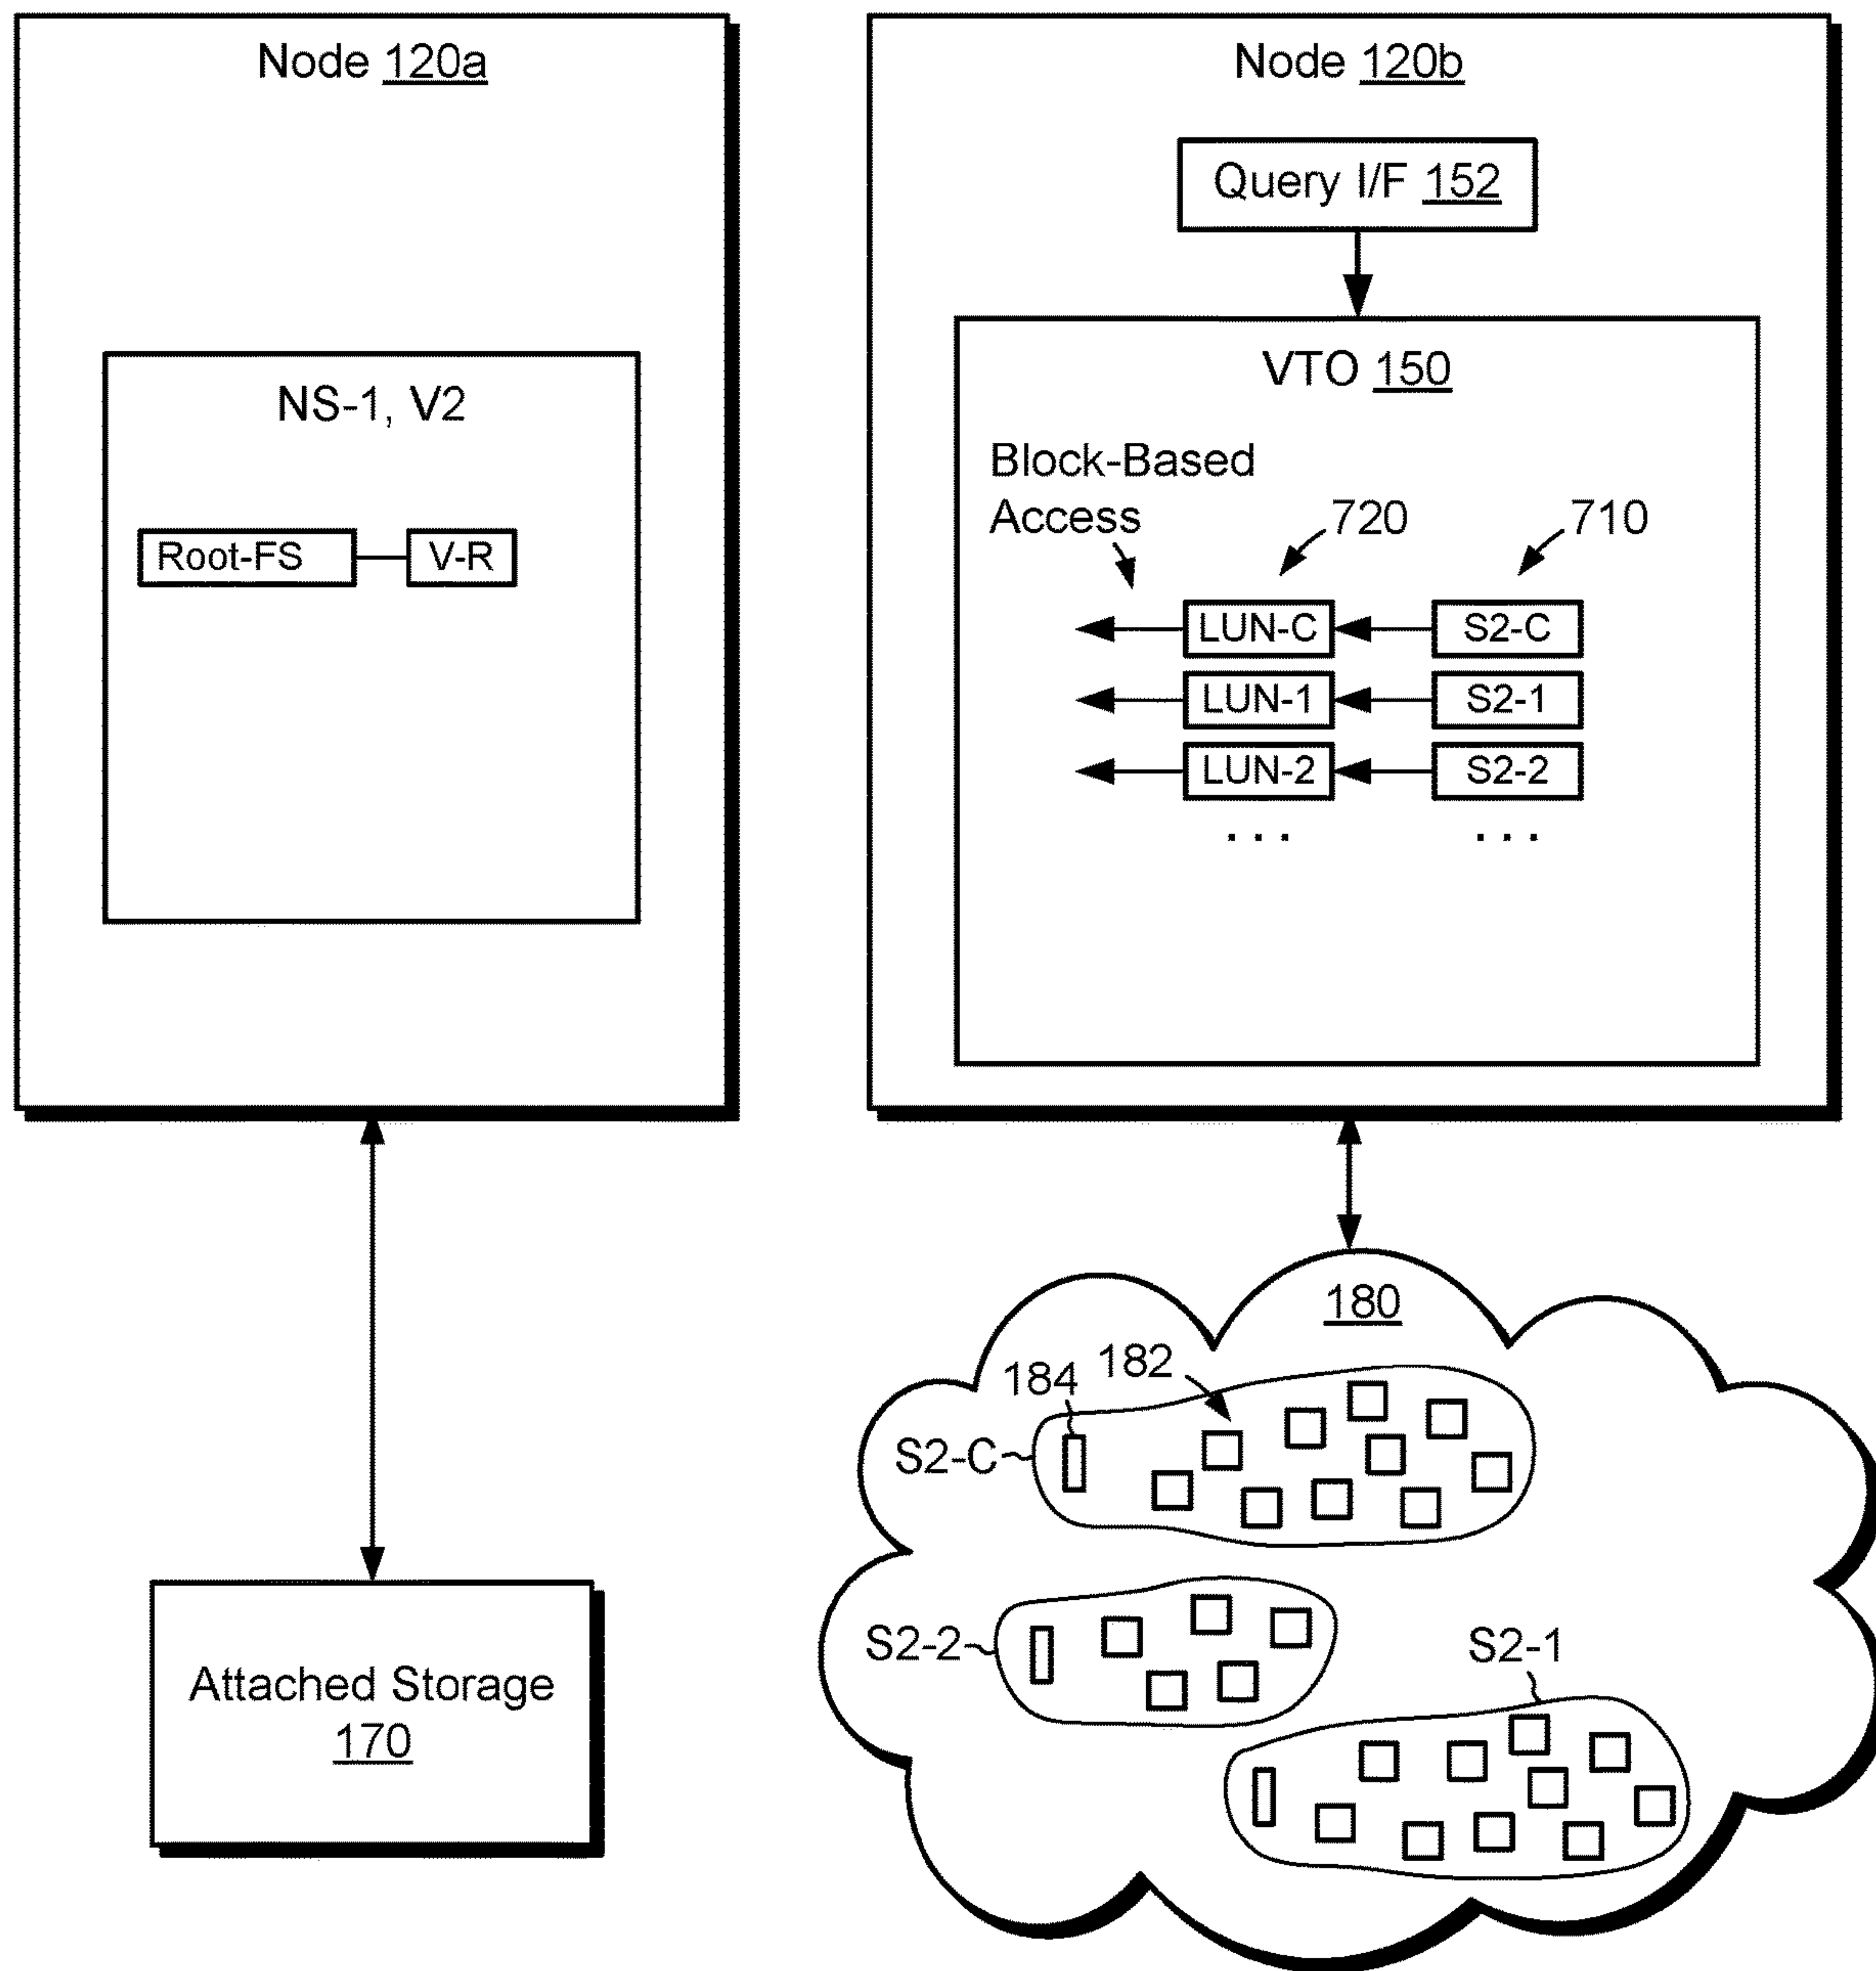 Node 120a
NS-1, V2
Root-FS
V-R
Attached Storage
170
Node 120b
Query I/F 152
VTO 150
Block-Based
Access
720
710
LUN-C
S2-C
LUN-1
S2-1
LUN-2
S2-2
...
...
180
184
182
S2-C
S2-2
S2-1